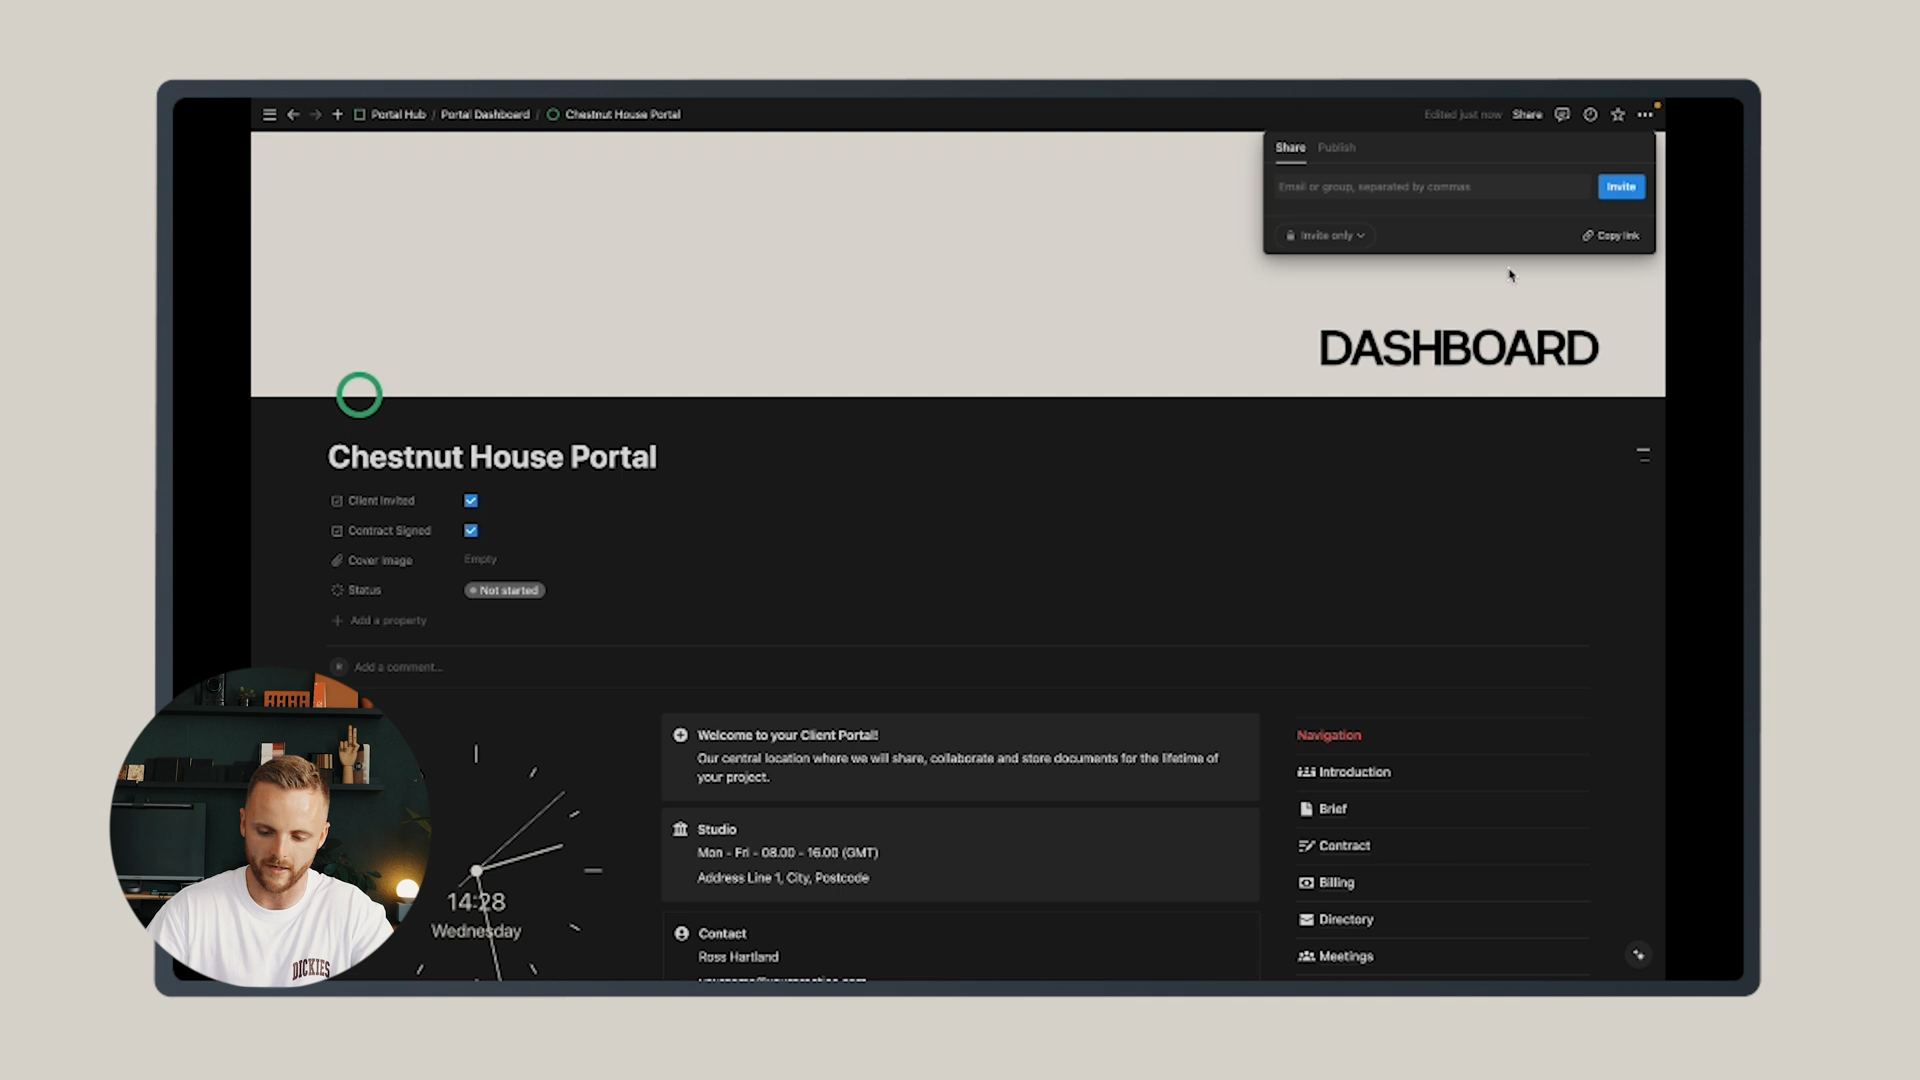 Portal Hub / Portal Dashboard / Chestnut House Portal
Edited just now Share
Share Publish
Email or group, separated by commas Invite
Invite only Copy link
DASHBOARD
Chestnut House Portal
Client Invited
Contract Signed
Cover Image Empty
Status Not started
Add a property
Add a comment...
14:28
Wednesday
Welcome to your Client Portal!
Our central location where we will share, collaborate and store documents for the lifetime of
your project.
Studio
Mon - Fri - 08.00 - 16.00 (GMT)
Address Line 1, City, Postcode
Contact
Ross Hartland
Navigation
Introduction
Brief
Contract
Billing
Directory
Meetings
DICKIES